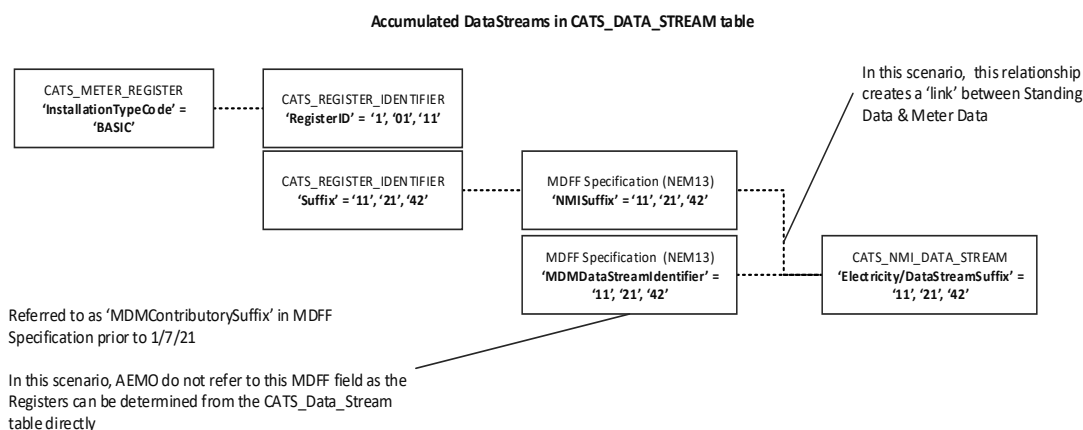 Accumulated DataStreams in CATS_DATA_STREAM table
CATS_METER_REGISTER
‘InstallationTypeCode’ =
‘BASIC’
CATS_REGISTER_IDENTIFIER
‘RegisterID’ = ‘1’, ‘01’, ‘11’
In this scenario, this relationship
creates a ‘link’ between Standing
Data & Meter Data
CATS_REGISTER_IDENTIFIER
‘Suffix’ = ‘11’, ‘21’, ‘42’
MDFF Specification (NEM13)
‘NMISuffix’ = ‘11’, ‘21’, ‘42’
MDFF Specification (NEM13)
‘MDMDataStreamIdentifier’ =
‘11’, ‘21’, ‘42’
CATS_NMI_DATA_STREAM
‘Electricity/DataStreamSuffix’ =
‘11’, ‘21’, ‘42’
Referred to as ‘MDMContributorySuffix’ in MDFF
Specification prior to 1/7/21
In this scenario, AEMO do not refer to this MDFF field as the
Registers can be determined from the CATS_Data_Stream
table directly